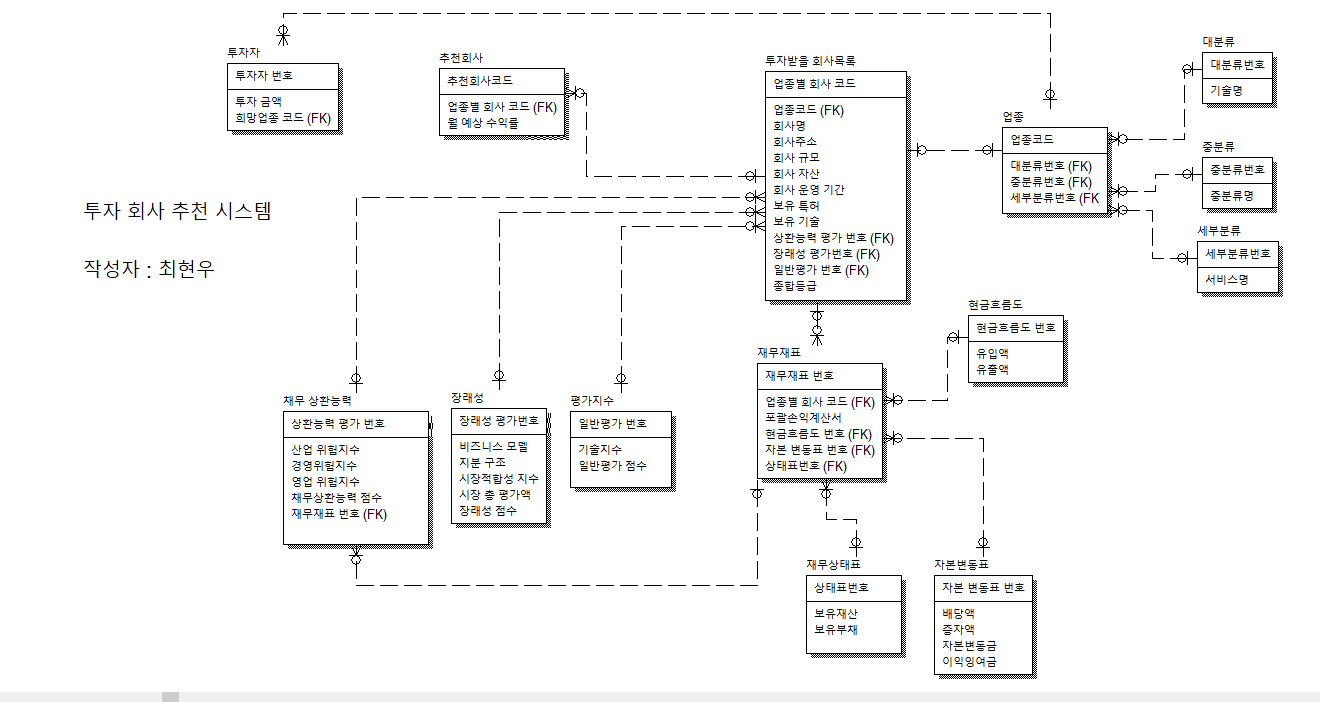 투자 회사 추천 시스템
작성자 : 최현우
투자자
투자자 번호
투자 금액
희망업종 코드 (FK)
추천회사
추천회사코드
업종별 회사 코드 (FK)
월 예상 수익률
투자받을 회사목록
업종별 회사 코드
업종코드 (FK)
회사명
회사주소
회사 규모
회사 자산
회사 운영 기간
보유 특허
보유 기술
상환능력 평가 번호 (FK)
장래성 평가번호 (FK)
일반평가 번호 (FK)
종합등급
업종
업종코드
대분류번호 (FK)
중분류번호 (FK)
세부분류번호 (FK
대분류
대분류번호
기술명
중분류
중분류번호
중분류명
세부분류
세부분류번호
서비스명
채무 상환능력
상환능력 평가 번호
산업 위험지수
경영위험지수
영업 위험지수
채무상환능력 점수
재무재표 번호 (FK)
장래성
장래성 평가번호
비즈니스 모델
지분 구조
시장적합성 지수
시장 총 평가액
장래성 점수
평가지수
일반평가 번호
기술지수
일반평가 점수
재무재표
재무재표 번호
업종별 회사 코드 (FK)
포괄손익계산서
현금흐름도 번호 (FK)
자본 변동표 번호 (FK)
상태표번호 (FK)
현금흐름도
현금흐름도 번호
유입액
유출액
재무상태표
상태표번호
보유재산
보유부채
자본변동표
자본 변동표 번호
배당액
증자액
자본변동금
이익잉여금